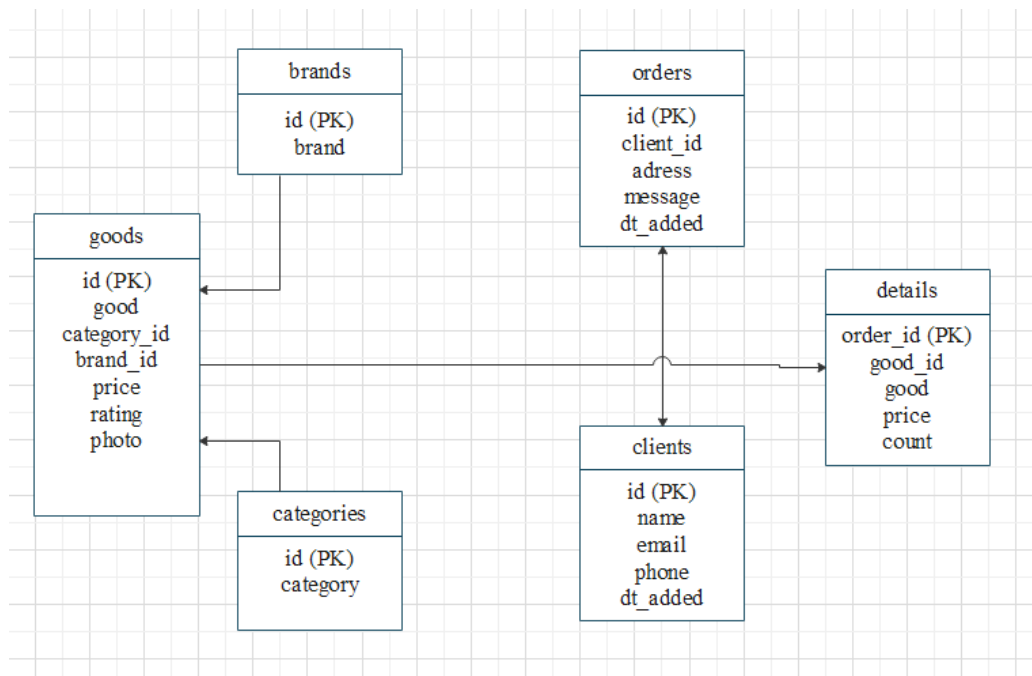 brands
id (PK)
brand
orders
id (PK)
client_id
adress
message
dt_added
goods
id (PK)
good
category_id
brand_id
price
rating
photo
details
order_id (PK)
good_id
good
price
count
categories
id (PK)
category
clients
id (PK)
name
email
phone
dt_added